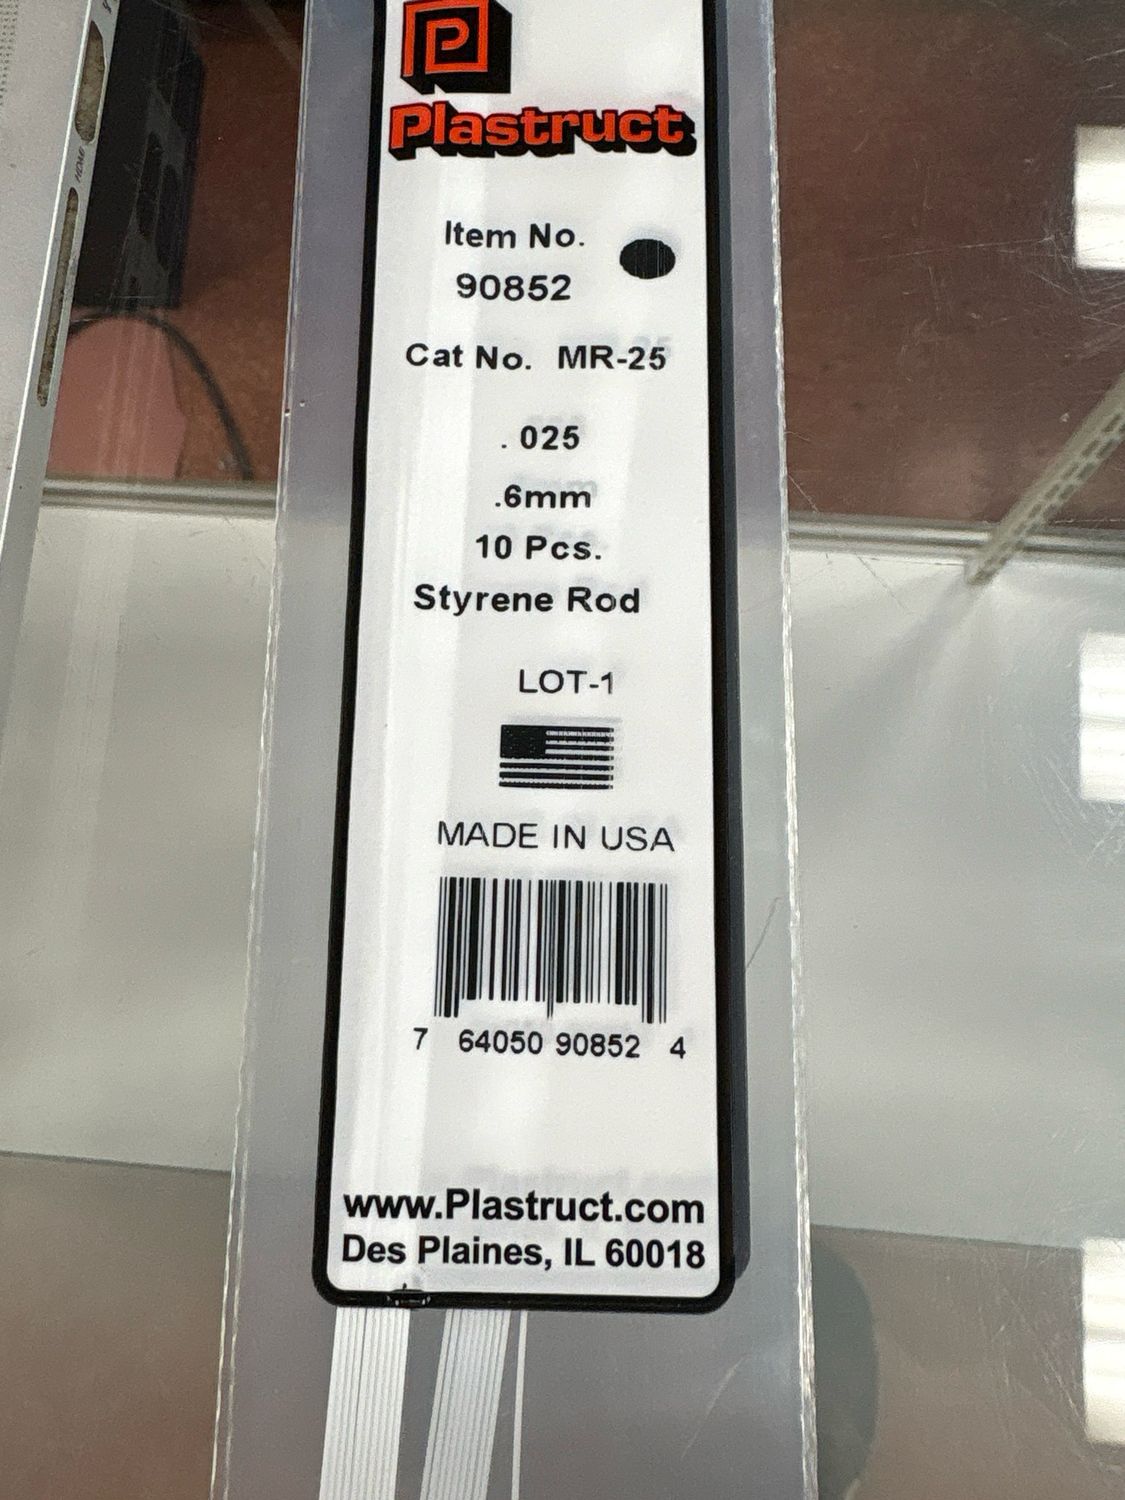 P
Plastruct
Item No.
90852
Cat No. MR-25
.025
.6mm
10 Pcs.
Styrene Rod
LOT-1
MADE IN USA
7 64050 90852 4
www.Plastruct.com
Des Plaines, IL 60018
HDMI